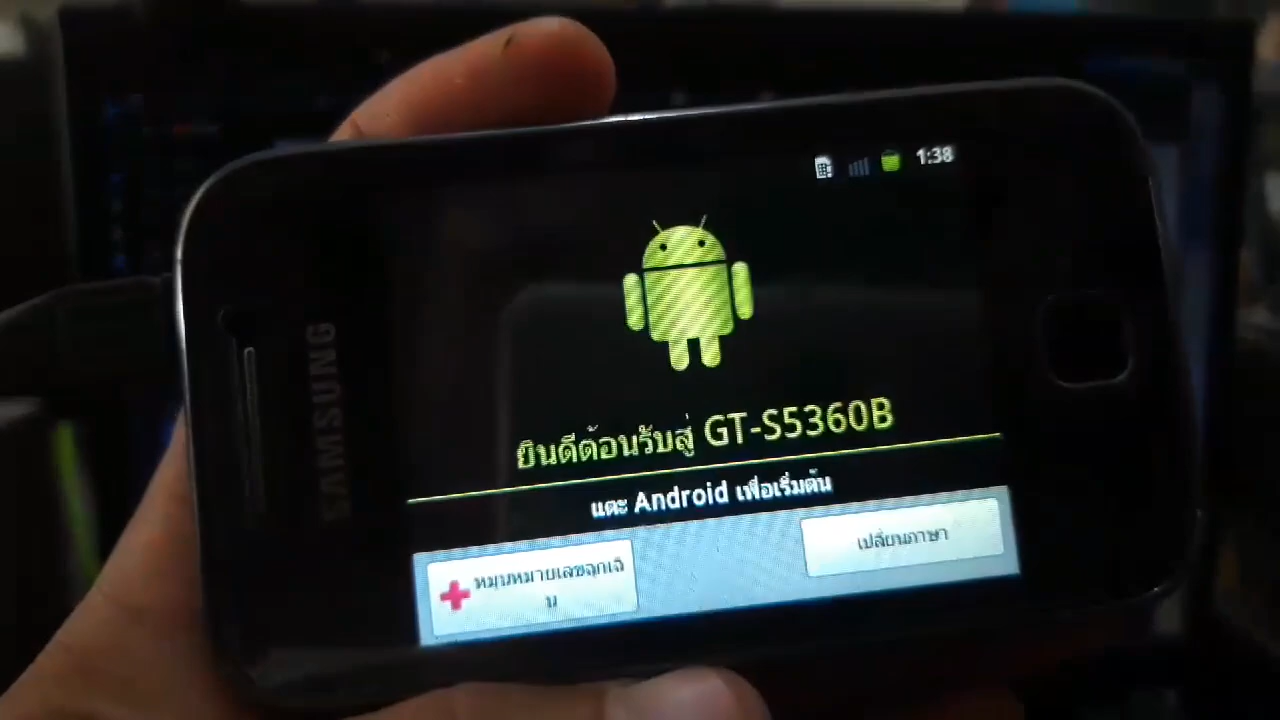 1:38
SAMSUNG
ยินดีต้อนรับสู่ GT-S5360B
แตะ Android เพื่อเริ่มต้น
หมุนหมายเลขฉุกเฉิ
น
เปลี่ยนภาษา